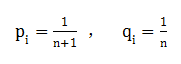 pᵢ = 1/(n+1) , qᵢ = 1/n